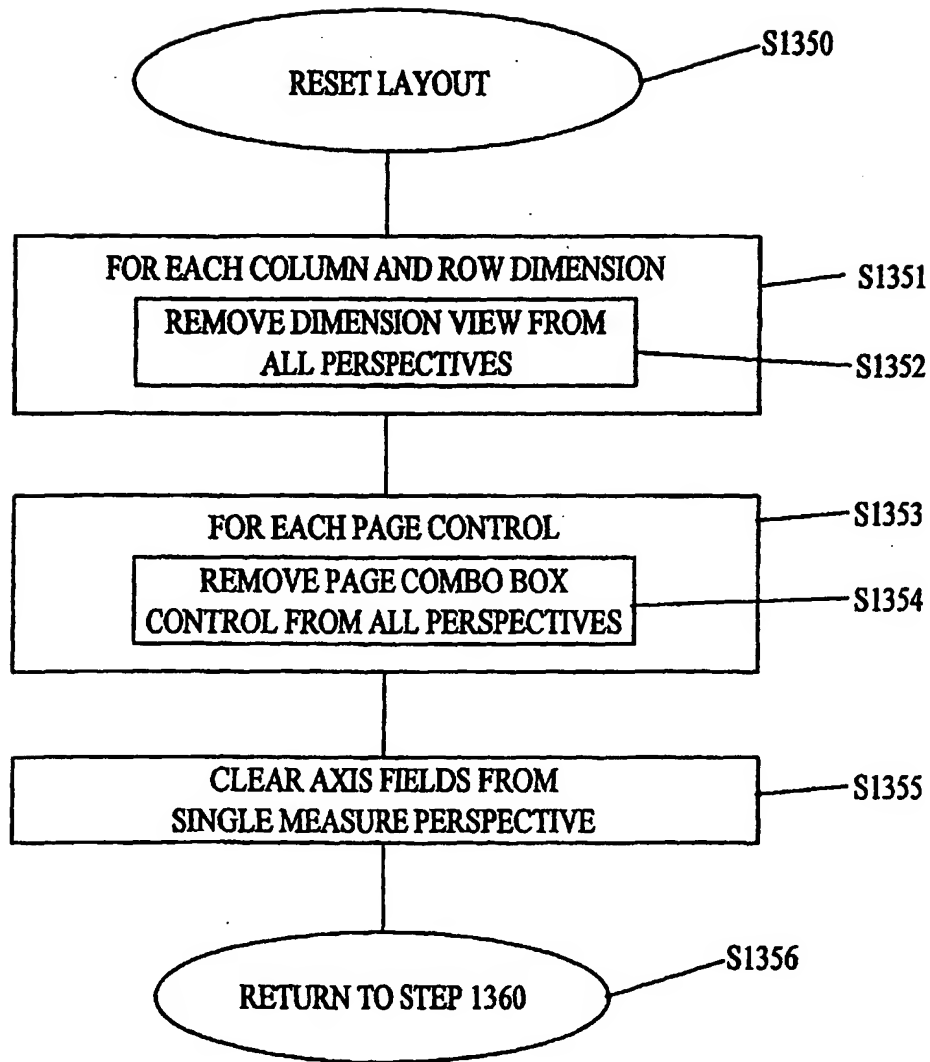 RESET LAYOUT
S1350
FOR EACH COLUMN AND ROW DIMENSION
S1351
REMOVE DIMENSION VIEW FROM
ALL PERSPECTIVES
S1352
FOR EACH PAGE CONTROL
S1353
REMOVE PAGE COMBO BOX
CONTROL FROM ALL PERSPECTIVES
S1354
CLEAR AXIS FIELDS FROM
SINGLE MEASURE PERSPECTIVE
S1355
RETURN TO STEP 1360
S1356